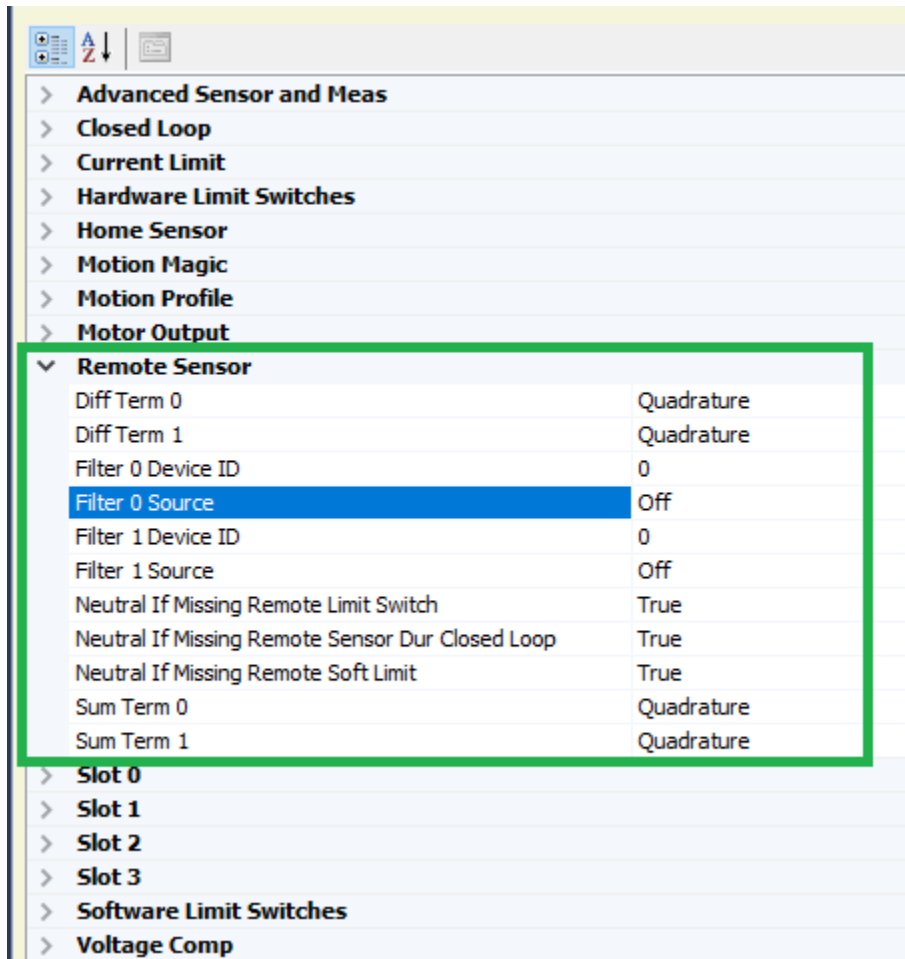 Advanced Sensor and Meas
Closed Loop
Current Limit
Hardware Limit Switches
Home Sensor
Motion Magic
Motion Profile
Motor Output
Remote Sensor
Diff Term 0 Quadrature
Diff Term 1 Quadrature
Filter 0 Device ID 0
Filter 0 Source Off
Filter 1 Device ID 0
Filter 1 Source Off
Neutral If Missing Remote Limit Switch True
Neutral If Missing Remote Sensor Dur Closed Loop True
Neutral If Missing Remote Soft Limit True
Sum Term 0 Quadrature
Sum Term 1 Quadrature
Slot 0
Slot 1
Slot 2
Slot 3
Software Limit Switches
Voltage Comp